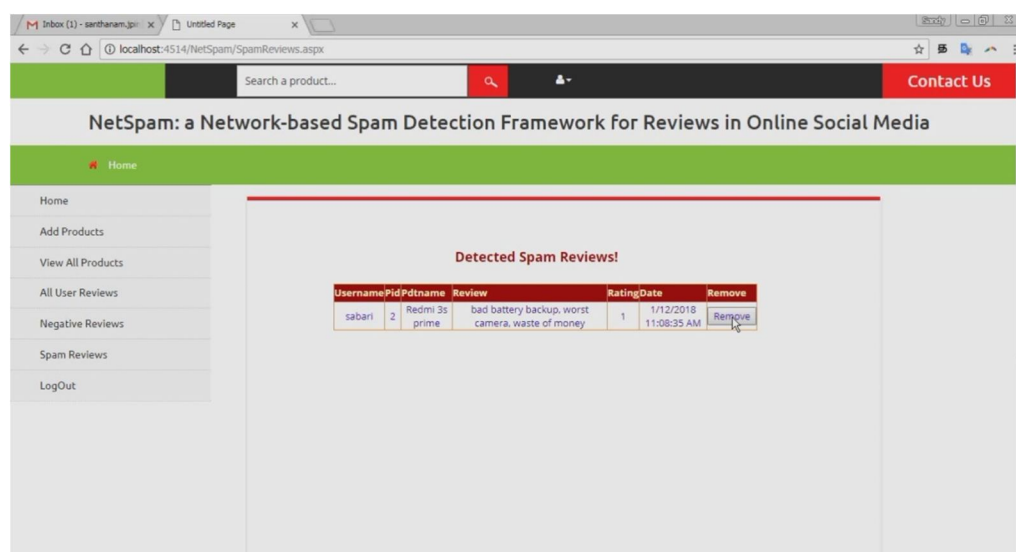 Inbox (1) - santhanam.jpi
Untitled Page
Sandy
localhost:4514/NetSpam/SpamReviews.aspx
Search a product...
Contact Us
NetSpam: a Network-based Spam Detection Framework for Reviews in Online Social Media
Home
Home
Add Products
View All Products
All User Reviews
Negative Reviews
Spam Reviews
LogOut
Detected Spam Reviews!
Username Pid Pdtname Review Rating Date Remove
sabari 2 Redmi 3s prime bad battery backup, worst camera, waste of money 1 1/12/2018 11:08:35 AM Remove